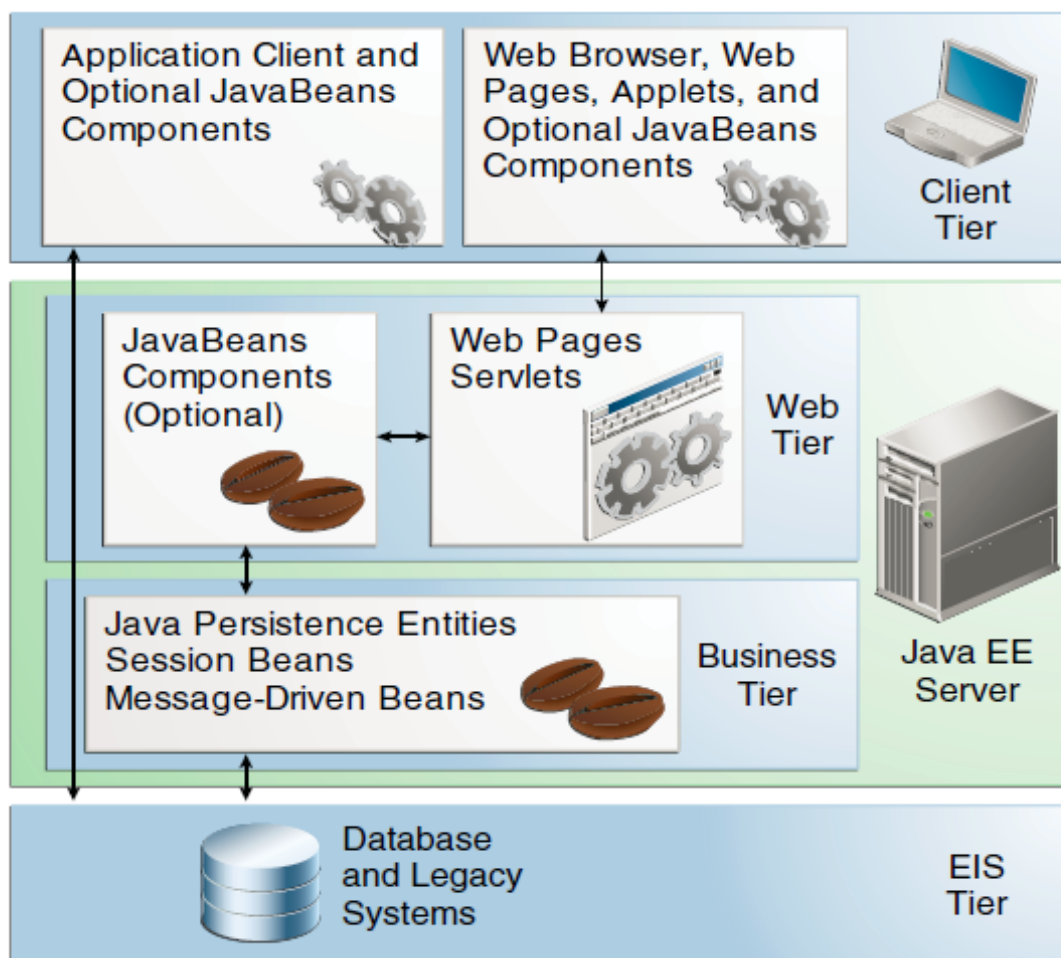 Application Client and
Optional JavaBeans
Components
Web Browser, Web
Pages, Applets, and
Optional JavaBeans
Components
Client
Tier
JavaBeans
Components
(Optional)
Web Pages
Servlets
Web
Tier
Java Persistence Entities
Session Beans
Message-Driven Beans
Business
Tier
Java EE
Server
Database
and Legacy
Systems
EIS
Tier